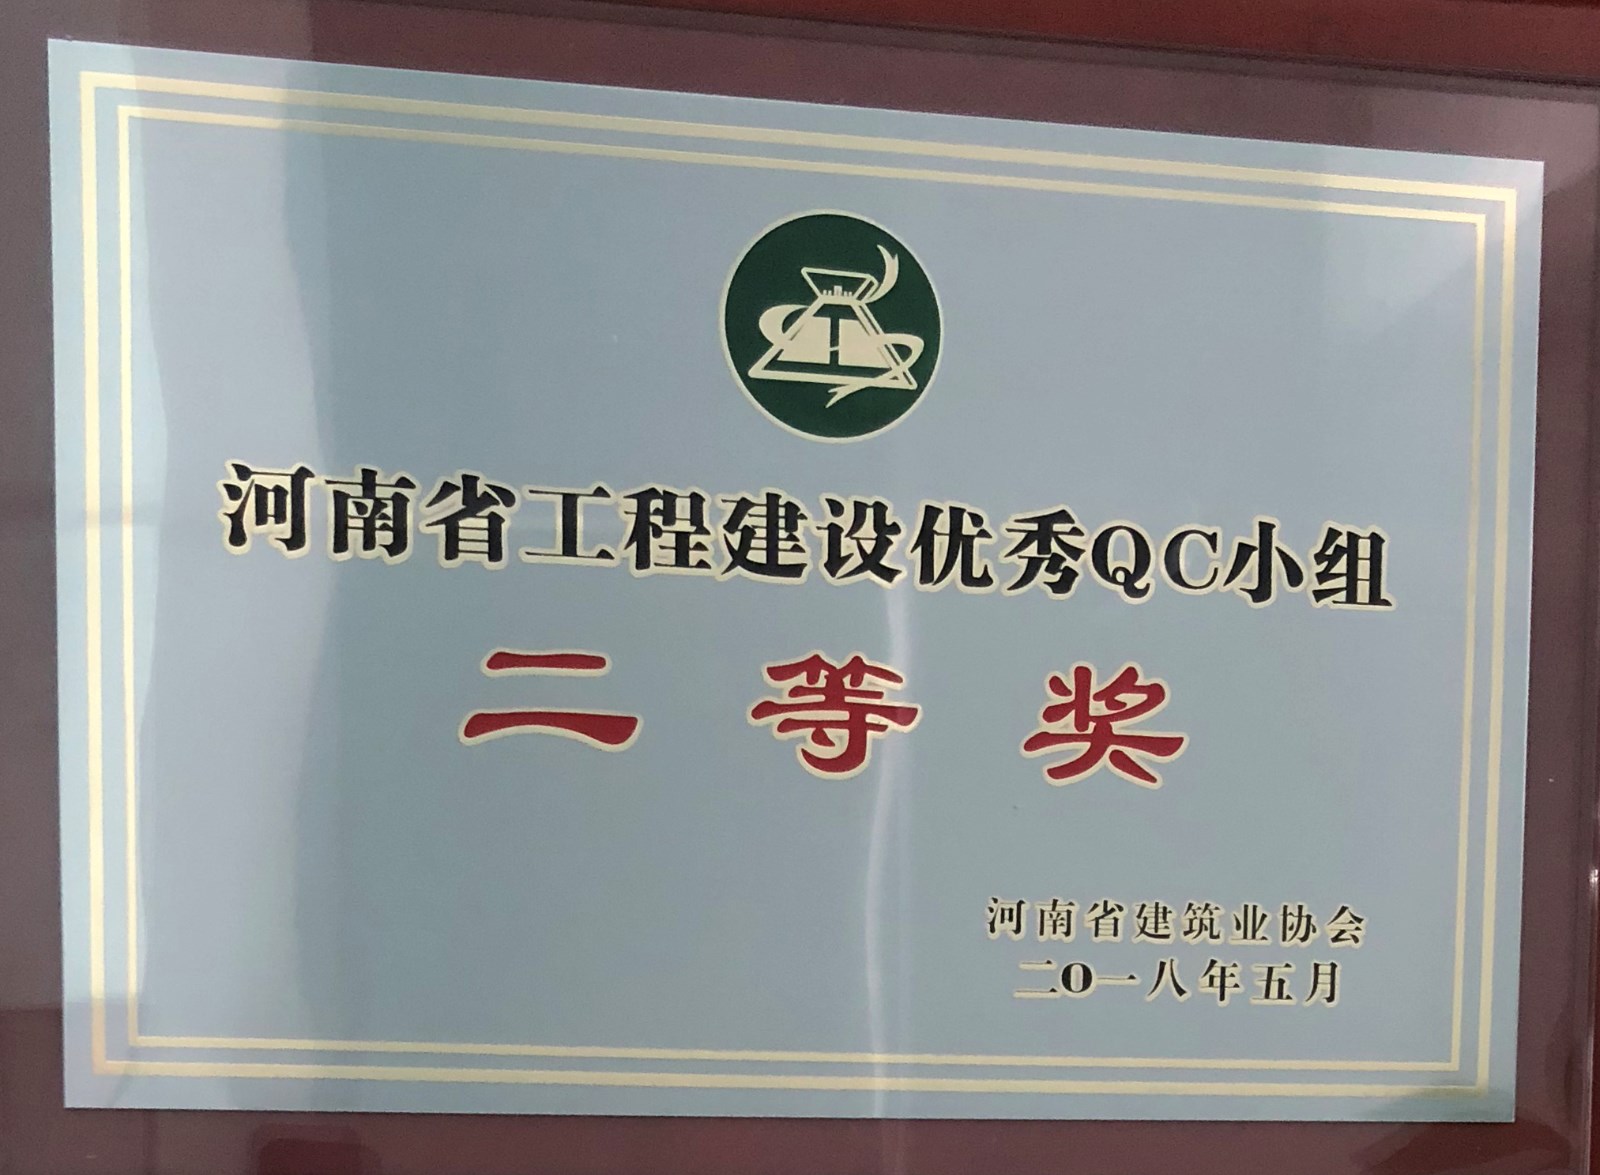 河南省工程建设优秀QC小组
二等奖
河南省建筑业协会
二O一八年五月